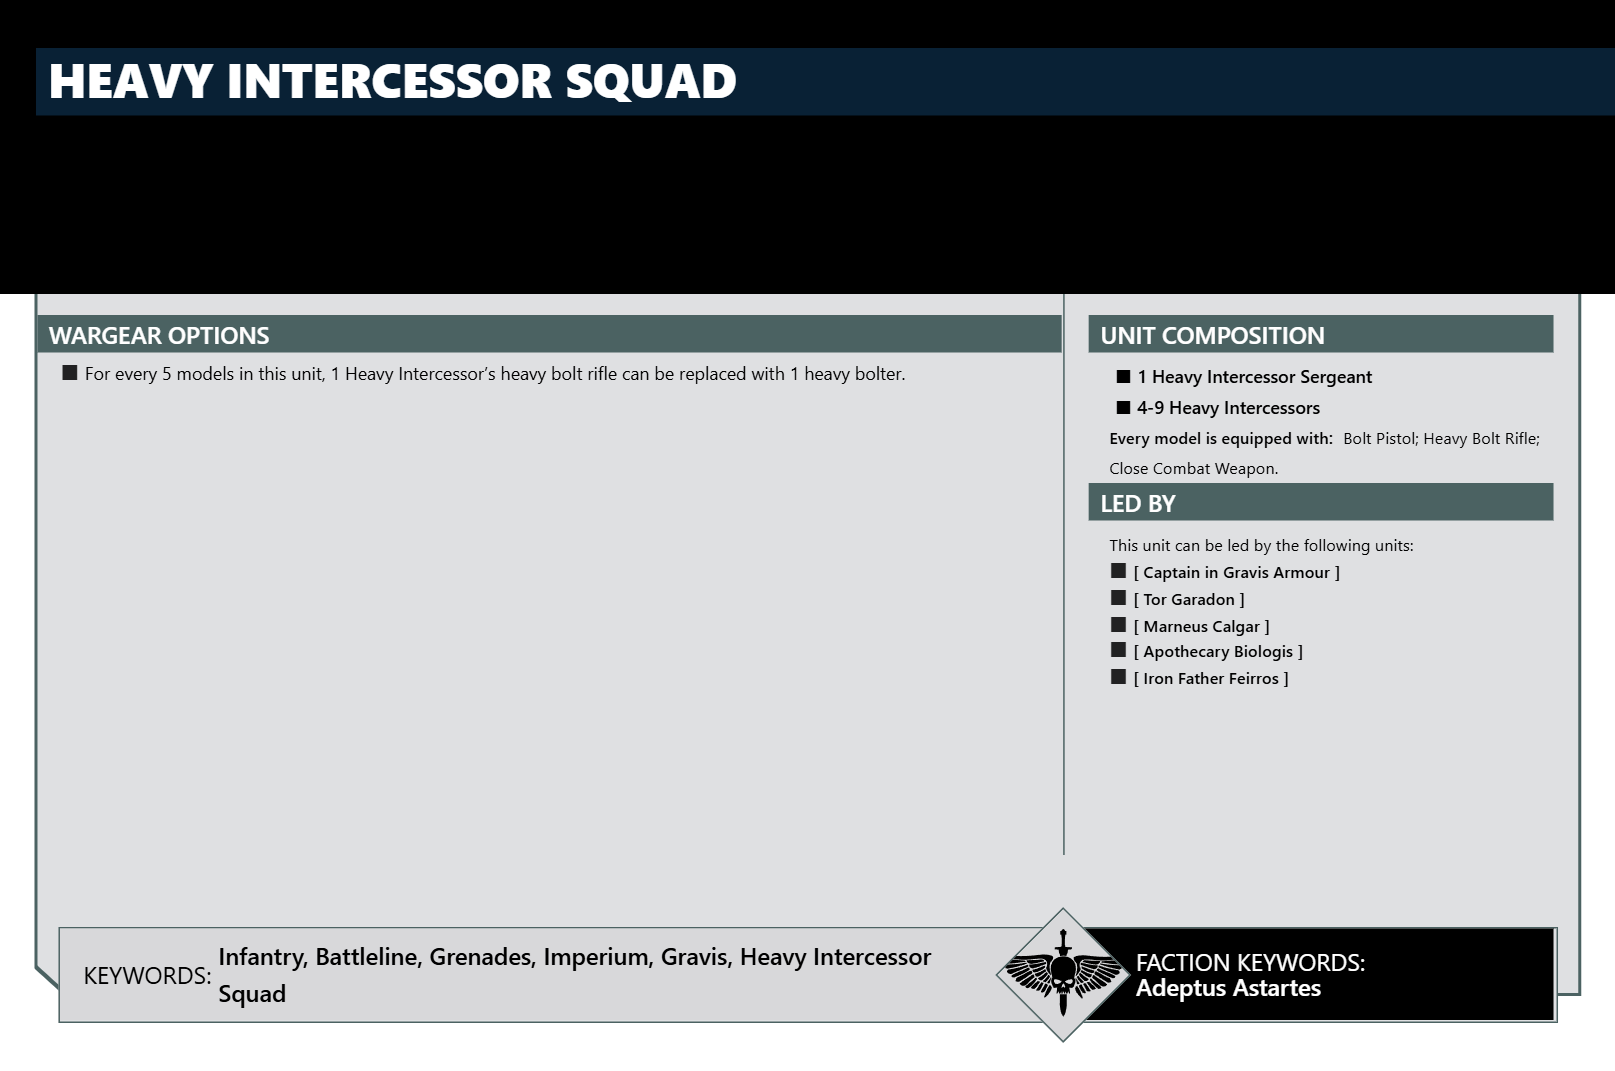 HEAVY INTERCESSOR SQUAD
WARGEAR OPTIONS
■ For every 5 models in this unit, 1 Heavy Intercessor’s heavy bolt rifle can be replaced with 1 heavy bolter.
UNIT COMPOSITION
■ 1 Heavy Intercessor Sergeant
■ 4-9 Heavy Intercessors
Every model is equipped with: Bolt Pistol; Heavy Bolt Rifle;
Close Combat Weapon.
LED BY
This unit can be led by the following units:
■ [ Captain in Gravis Armour ]
■ [ Tor Garadon ]
■ [ Marneus Calgar ]
■ [ Apothecary Biologis ]
■ [ Iron Father Feirros ]
KEYWORDS: Infantry, Battleline, Grenades, Imperium, Gravis, Heavy Intercessor
Squad
FACTION KEYWORDS:
Adeptus Astartes